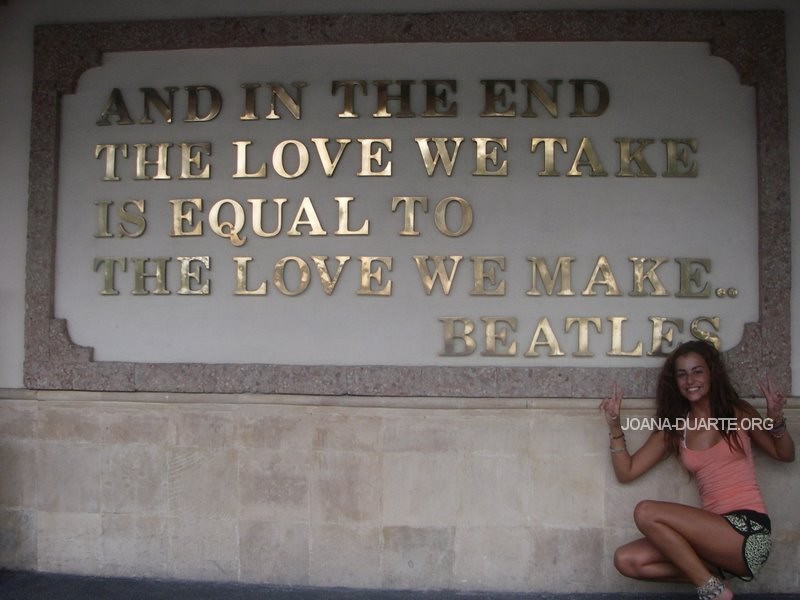 AND IN THE END
THE LOVE WE TAKE
IS EQUAL TO
THE LOVE WE MAKE..
BEATLES
JOANA-DUARTE.ORG